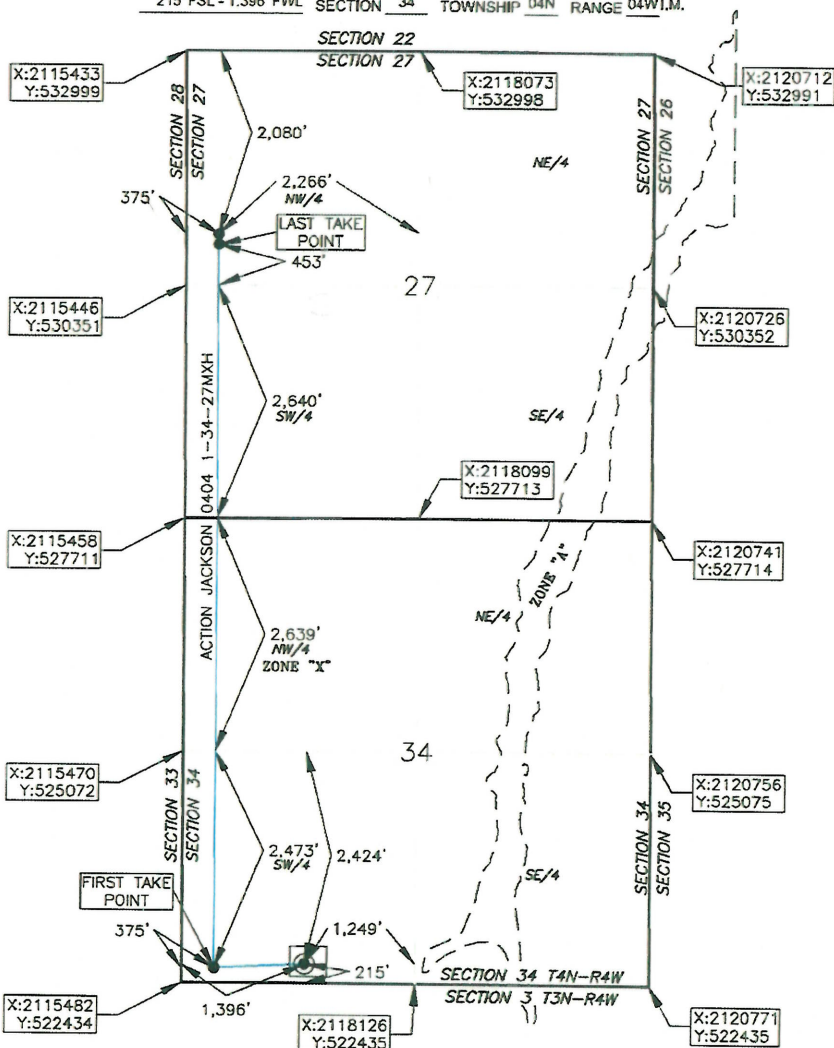 215' FSL - 1,396' FWL SECTION 34 TOWNSHIP 04N RANGE 04W I.M.
SECTION 22
SECTION 27
X:2115433
Y:532999
X:2118073
Y:532998
X:2120712
Y:532991
SECTION 28
SECTION 27
SECTION 27
SECTION 26
2,080'
NE/4
375'
2,266'
NW/4
LAST TAKE
POINT
453'
27
X:2115446
Y:530351
X:2120726
Y:530352
2,640'
SW/4
SE/4
ACTION JACKSON 0404 1-34-27MXH
X:2118099
Y:527713
X:2115458
Y:527711
X:2120741
Y:527714
ZONE "A"
NE/4
2,639'
NW/4
ZONE "X"
34
X:2115470
Y:525072
X:2120756
Y:525075
SECTION 33
SECTION 34
SECTION 34
SECTION 35
2,473'
SW/4
2,424'
SE/4
FIRST TAKE
POINT
375'
1,249'
215'
SECTION 34 T4N-R4W
SECTION 3 T3N-R4W
X:2115482
Y:522434
1,396'
X:2118126
Y:522435
X:2120771
Y:522435